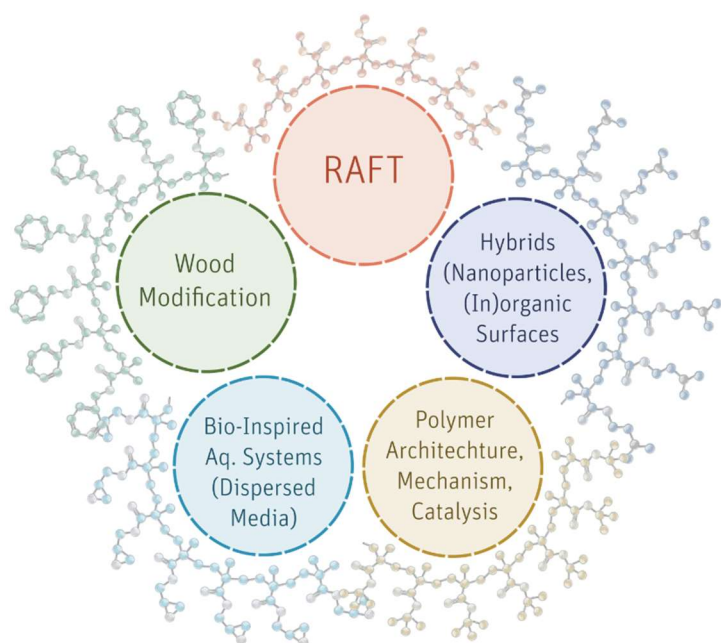 RAFT
Wood
Modification
Hybrids
(Nanoparticles,
(In)organic
Surfaces
Bio-Inspired
Aq. Systems
(Dispersed
Media)
Polymer
Architechture,
Mechanism,
Catalysis